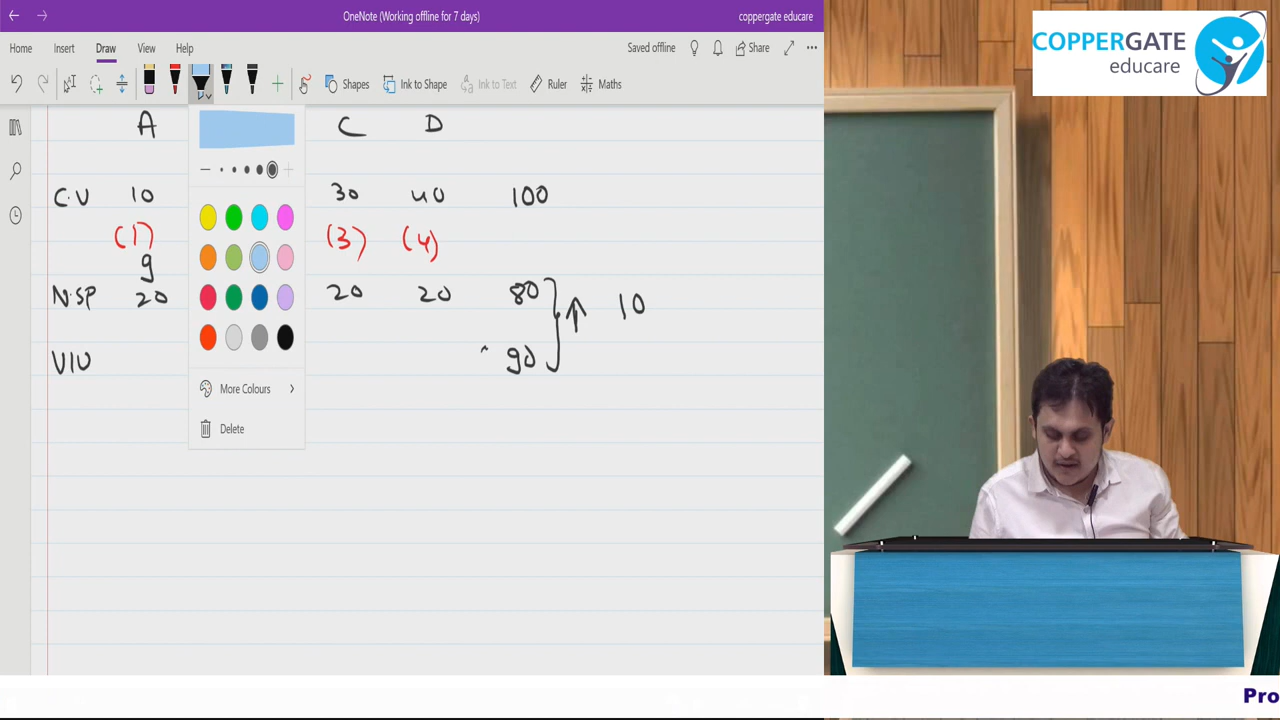 OneNote (Working offline for 7 days)
coppergate educare
Home Insert Draw View Help
Saved offline
Share
Shapes
Ink to Shape
Ink to Text
Ruler
Maths
A C D
C.V 10 30 40 100
(1) (3) (4)
9
N.SP 20 20 20 80
10
VIU 90
More Colours
Delete
COPPERGATE
educare
Pro